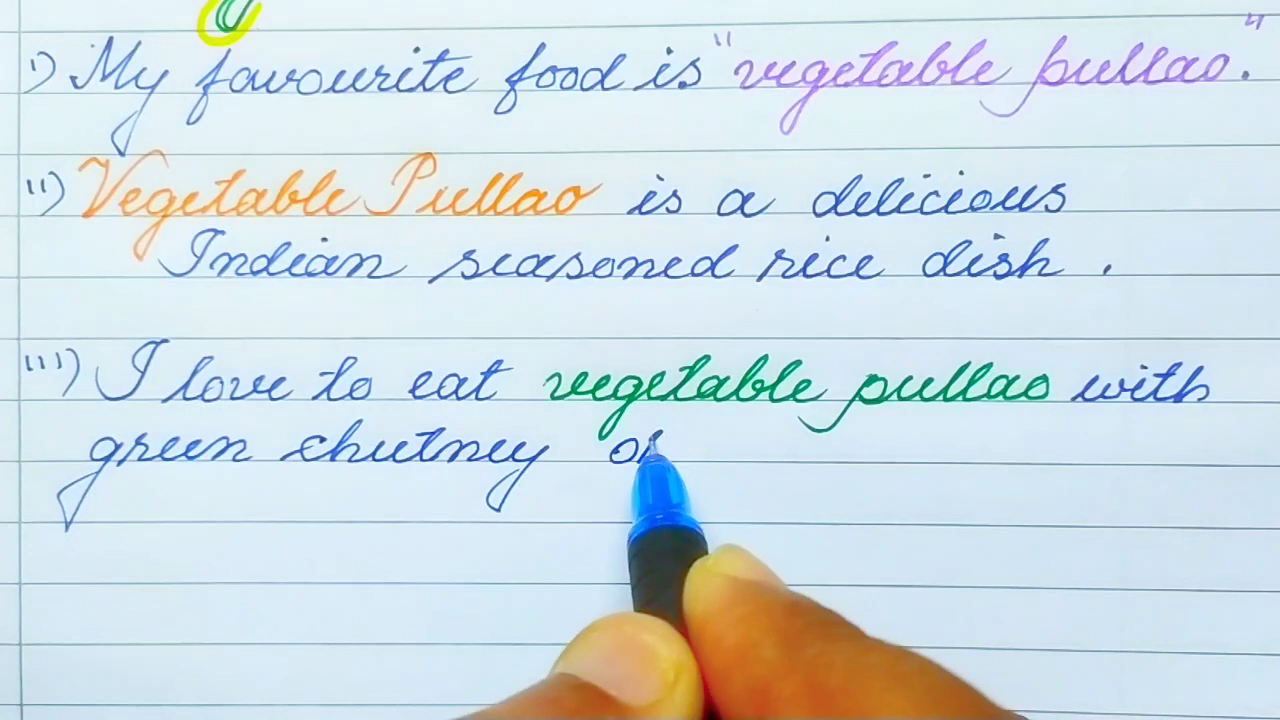 i) My favourite food is "vegetable pullao".
ii) Vegetable Pullao is a delicious
Indian seasoned rice dish.
iii) I love to eat vegetable pullao with
green chutney